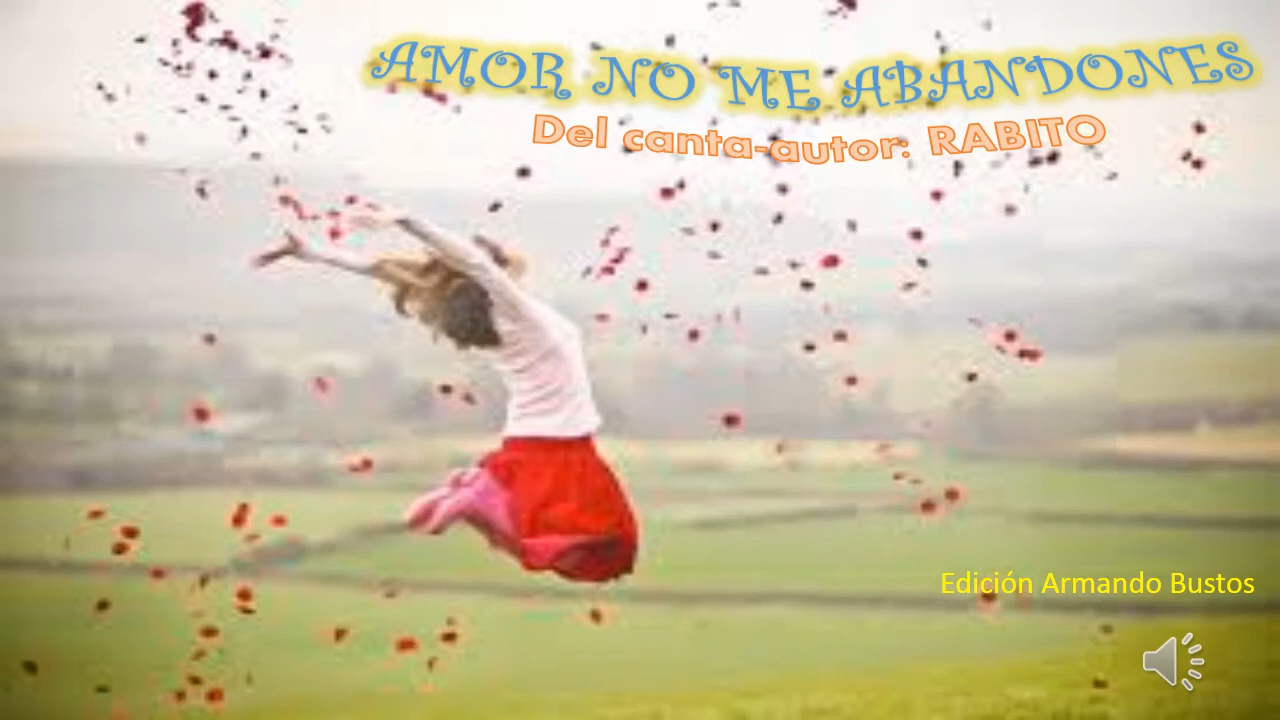 AMOR NO ME ABANDONES
Del canta-autor: RABITO
Edición Armando Bustos